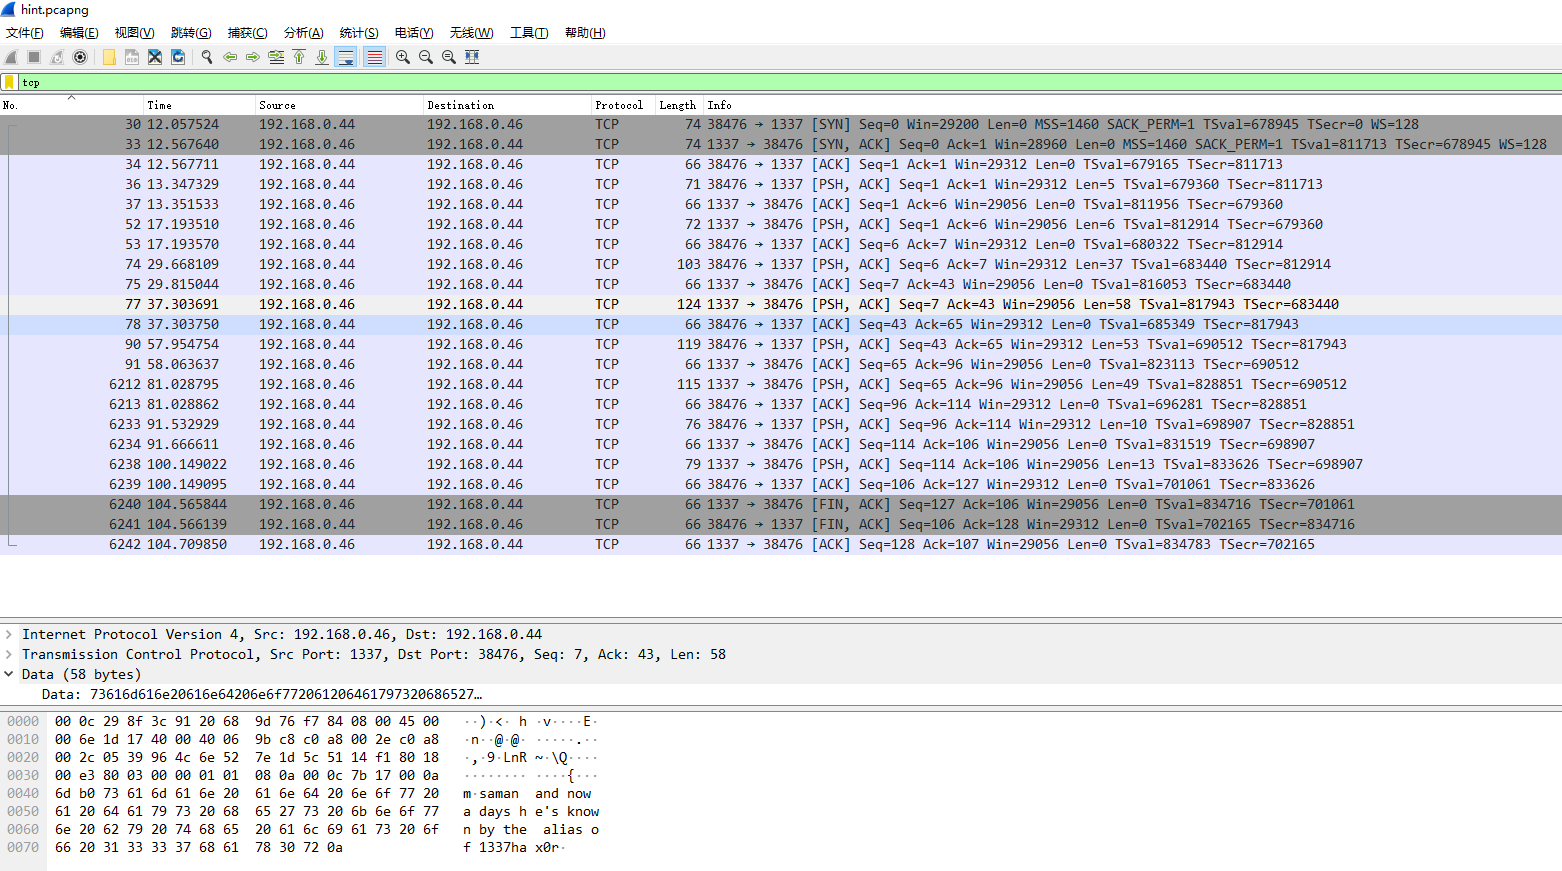 hint.pcapng
文件(F) 编辑(E) 视图(V) 跳转(G) 捕获(C) 分析(A) 统计(S) 电话(Y) 无线(W) 工具(T) 帮助(H)
tcp
No. Time Source Destination Protocol Length Info
30 12.057524 192.168.0.44 192.168.0.46 TCP 74 38476 → 1337 [SYN] Seq=0 Win=29200 Len=0 MSS=1460 SACK_PERM=1 TSval=678945 TSecr=0 WS=128
33 12.567640 192.168.0.46 192.168.0.44 TCP 74 1337 → 38476 [SYN, ACK] Seq=0 Ack=1 Win=28960 Len=0 MSS=1460 SACK_PERM=1 TSval=811713 TSecr=678945 WS=128
34 12.567711 192.168.0.44 192.168.0.46 TCP 66 38476 → 1337 [ACK] Seq=1 Ack=1 Win=29312 Len=0 TSval=679165 TSecr=811713
36 13.347329 192.168.0.44 192.168.0.46 TCP 71 38476 → 1337 [PSH, ACK] Seq=1 Ack=1 Win=29312 Len=5 TSval=679360 TSecr=811713
37 13.351533 192.168.0.46 192.168.0.44 TCP 66 1337 → 38476 [ACK] Seq=1 Ack=6 Win=29056 Len=0 TSval=811956 TSecr=679360
52 17.193510 192.168.0.46 192.168.0.44 TCP 72 1337 → 38476 [PSH, ACK] Seq=1 Ack=6 Win=29056 Len=6 TSval=812914 TSecr=679360
53 17.193570 192.168.0.44 192.168.0.46 TCP 66 38476 → 1337 [ACK] Seq=6 Ack=7 Win=29312 Len=0 TSval=680322 TSecr=812914
74 29.668109 192.168.0.44 192.168.0.46 TCP 103 38476 → 1337 [PSH, ACK] Seq=6 Ack=7 Win=29312 Len=37 TSval=683440 TSecr=812914
75 29.815044 192.168.0.46 192.168.0.44 TCP 66 1337 → 38476 [ACK] Seq=7 Ack=43 Win=29056 Len=0 TSval=816053 TSecr=683440
77 37.303691 192.168.0.46 192.168.0.44 TCP 124 1337 → 38476 [PSH, ACK] Seq=7 Ack=43 Win=29056 Len=58 TSval=817943 TSecr=683440
78 37.303750 192.168.0.44 192.168.0.46 TCP 66 38476 → 1337 [ACK] Seq=43 Ack=65 Win=29312 Len=0 TSval=685349 TSecr=817943
90 57.954754 192.168.0.44 192.168.0.46 TCP 119 38476 → 1337 [PSH, ACK] Seq=43 Ack=65 Win=29312 Len=53 TSval=690512 TSecr=817943
91 58.063637 192.168.0.46 192.168.0.44 TCP 66 1337 → 38476 [ACK] Seq=65 Ack=96 Win=29056 Len=0 TSval=823113 TSecr=690512
6212 81.028795 192.168.0.46 192.168.0.44 TCP 115 1337 → 38476 [PSH, ACK] Seq=65 Ack=96 Win=29056 Len=49 TSval=828851 TSecr=690512
6213 81.028862 192.168.0.44 192.168.0.46 TCP 66 38476 → 1337 [ACK] Seq=96 Ack=114 Win=29312 Len=0 TSval=696281 TSecr=828851
6233 91.532929 192.168.0.44 192.168.0.46 TCP 76 38476 → 1337 [PSH, ACK] Seq=96 Ack=114 Win=29312 Len=10 TSval=698907 TSecr=828851
6234 91.666611 192.168.0.46 192.168.0.44 TCP 66 1337 → 38476 [ACK] Seq=114 Ack=106 Win=29056 Len=0 TSval=831519 TSecr=698907
6238 100.149022 192.168.0.46 192.168.0.44 TCP 79 1337 → 38476 [PSH, ACK] Seq=114 Ack=106 Win=29056 Len=13 TSval=833626 TSecr=698907
6239 100.149095 192.168.0.44 192.168.0.46 TCP 66 38476 → 1337 [ACK] Seq=106 Ack=127 Win=29312 Len=0 TSval=701061 TSecr=833626
6240 104.565844 192.168.0.46 192.168.0.44 TCP 66 1337 → 38476 [FIN, ACK] Seq=127 Ack=106 Win=29056 Len=0 TSval=834716 TSecr=701061
6241 104.566139 192.168.0.44 192.168.0.46 TCP 66 38476 → 1337 [FIN, ACK] Seq=106 Ack=128 Win=29312 Len=0 TSval=702165 TSecr=834716
6242 104.709850 192.168.0.46 192.168.0.44 TCP 66 1337 → 38476 [ACK] Seq=128 Ack=107 Win=29056 Len=0 TSval=834783 TSecr=702165
Internet Protocol Version 4, Src: 192.168.0.46, Dst: 192.168.0.44
Transmission Control Protocol, Src Port: 1337, Dst Port: 38476, Seq: 7, Ack: 43, Len: 58
Data (58 bytes)
Data: 73616d616e20616e64206e6f77206120646179732068​6527…
0000 00 0c 29 8f 3c 91 20 68 9d 76 f7 84 08 00 45 00 ··)·<· h ·v····E·
0010 00 6e 1d 17 40 00 40 06 9b c8 c0 a8 00 2e c0 a8 ·n··@·@· ·····.··
0020 00 2c 05 39 96 4c 6e 52 7e 1d 5c 51 14 f1 80 18 ·,·9·LnR ~·\Q····
0030 00 e3 80 03 00 00 01 01 08 0a 00 0c 7b 17 00 0a ········ ····{···
0040 6d b0 73 61 6d 61 6e 20 61 6e 64 20 6e 6f 77 20 m·saman and now
0050 61 20 64 61 79 73 20 68 65 27 73 20 6b 6e 6f 77 a days h e's know
0060 6e 20 62 79 20 74 68 65 20 61 6c 69 61 73 20 6f n by the alias o
0070 66 20 31 33 33 37 68 61 78 30 72 0a f 1337ha x0r·